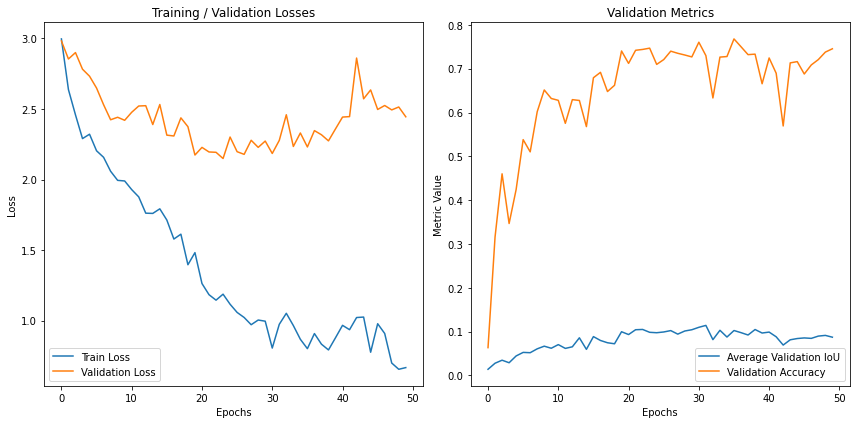 Training / Validation Losses
Loss
3.0
2.5
2.0
1.5
1.0
Train Loss
Validation Loss
0 10 20 30 40 50
Epochs
Validation Metrics
Metric Value
0.8
0.7
0.6
0.5
0.4
0.3
0.2
0.1
0.0
Average Validation IoU
Validation Accuracy
0 10 20 30 40 50
Epochs